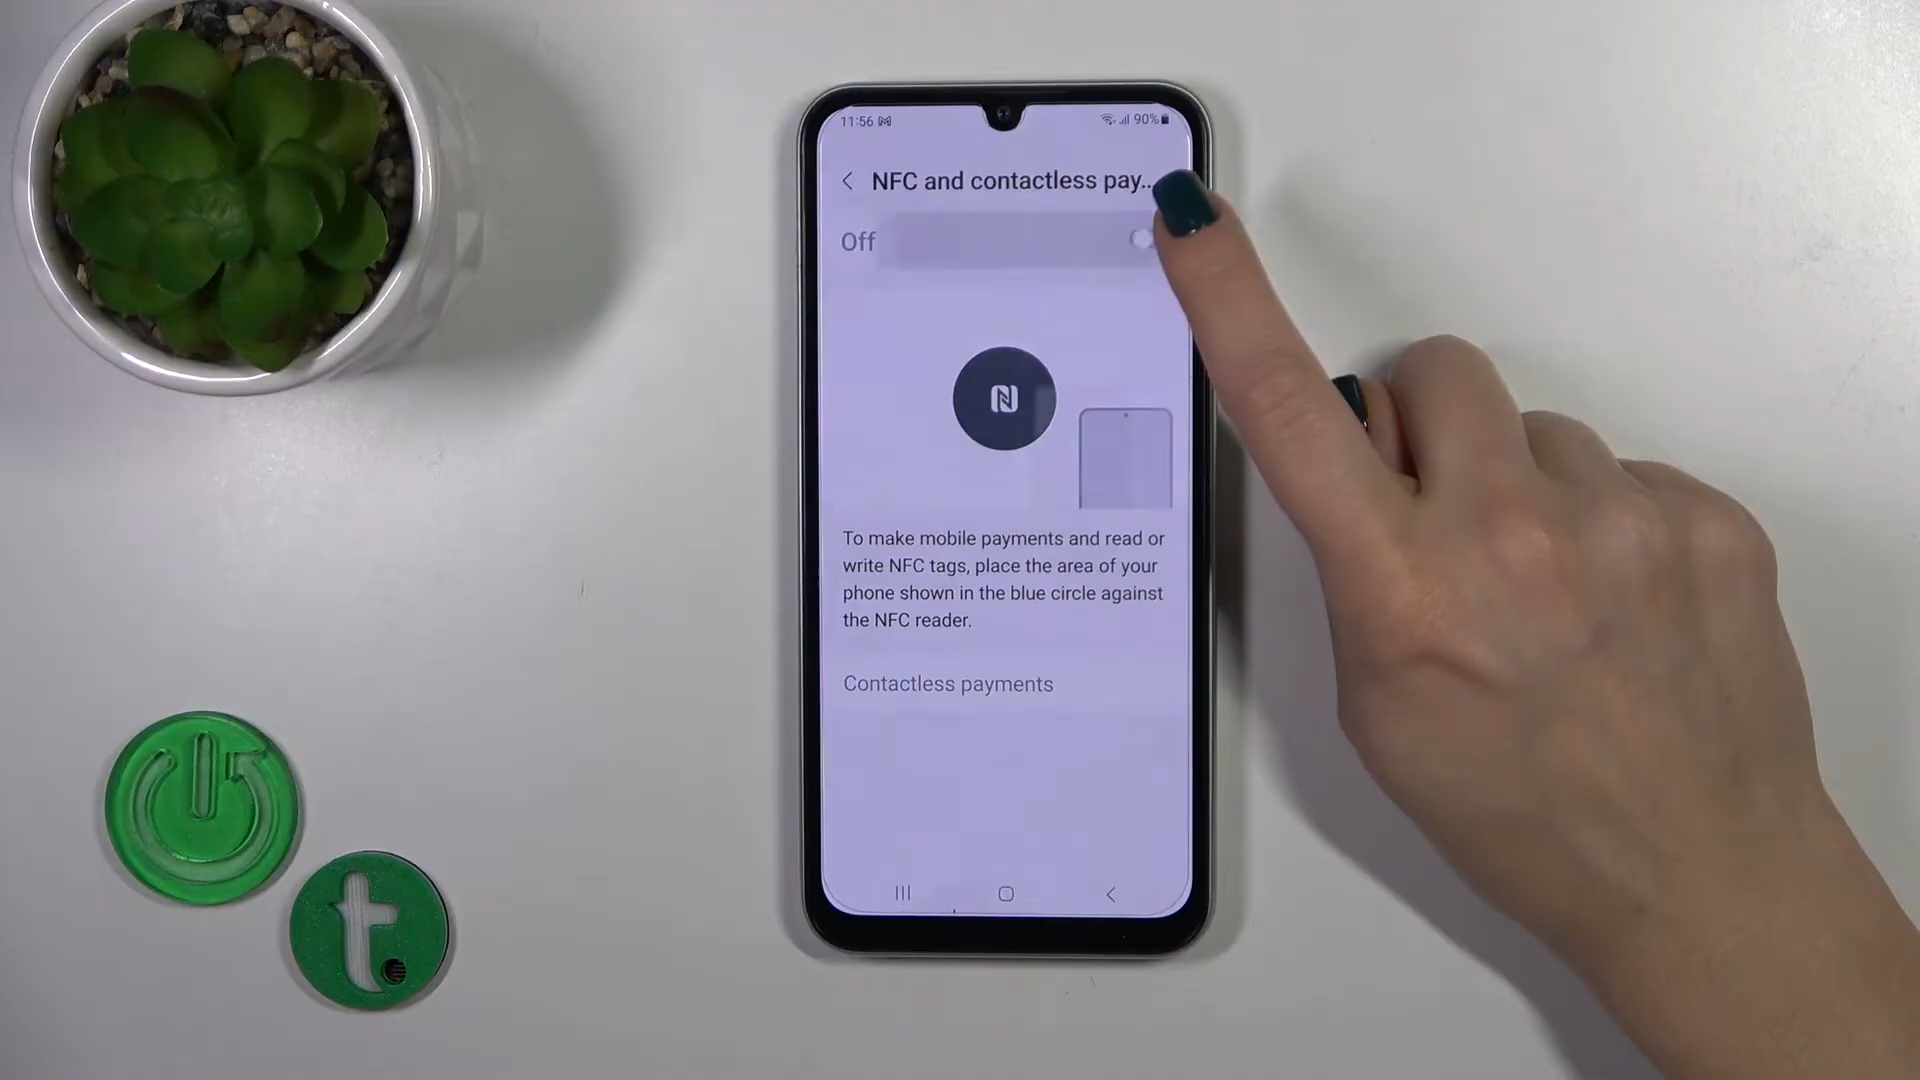 11:56
90%
NFC and contactless pay...
Off
To make mobile payments and read or
write NFC tags, place the area of your
phone shown in the blue circle against
the NFC reader.
Contactless payments
t.